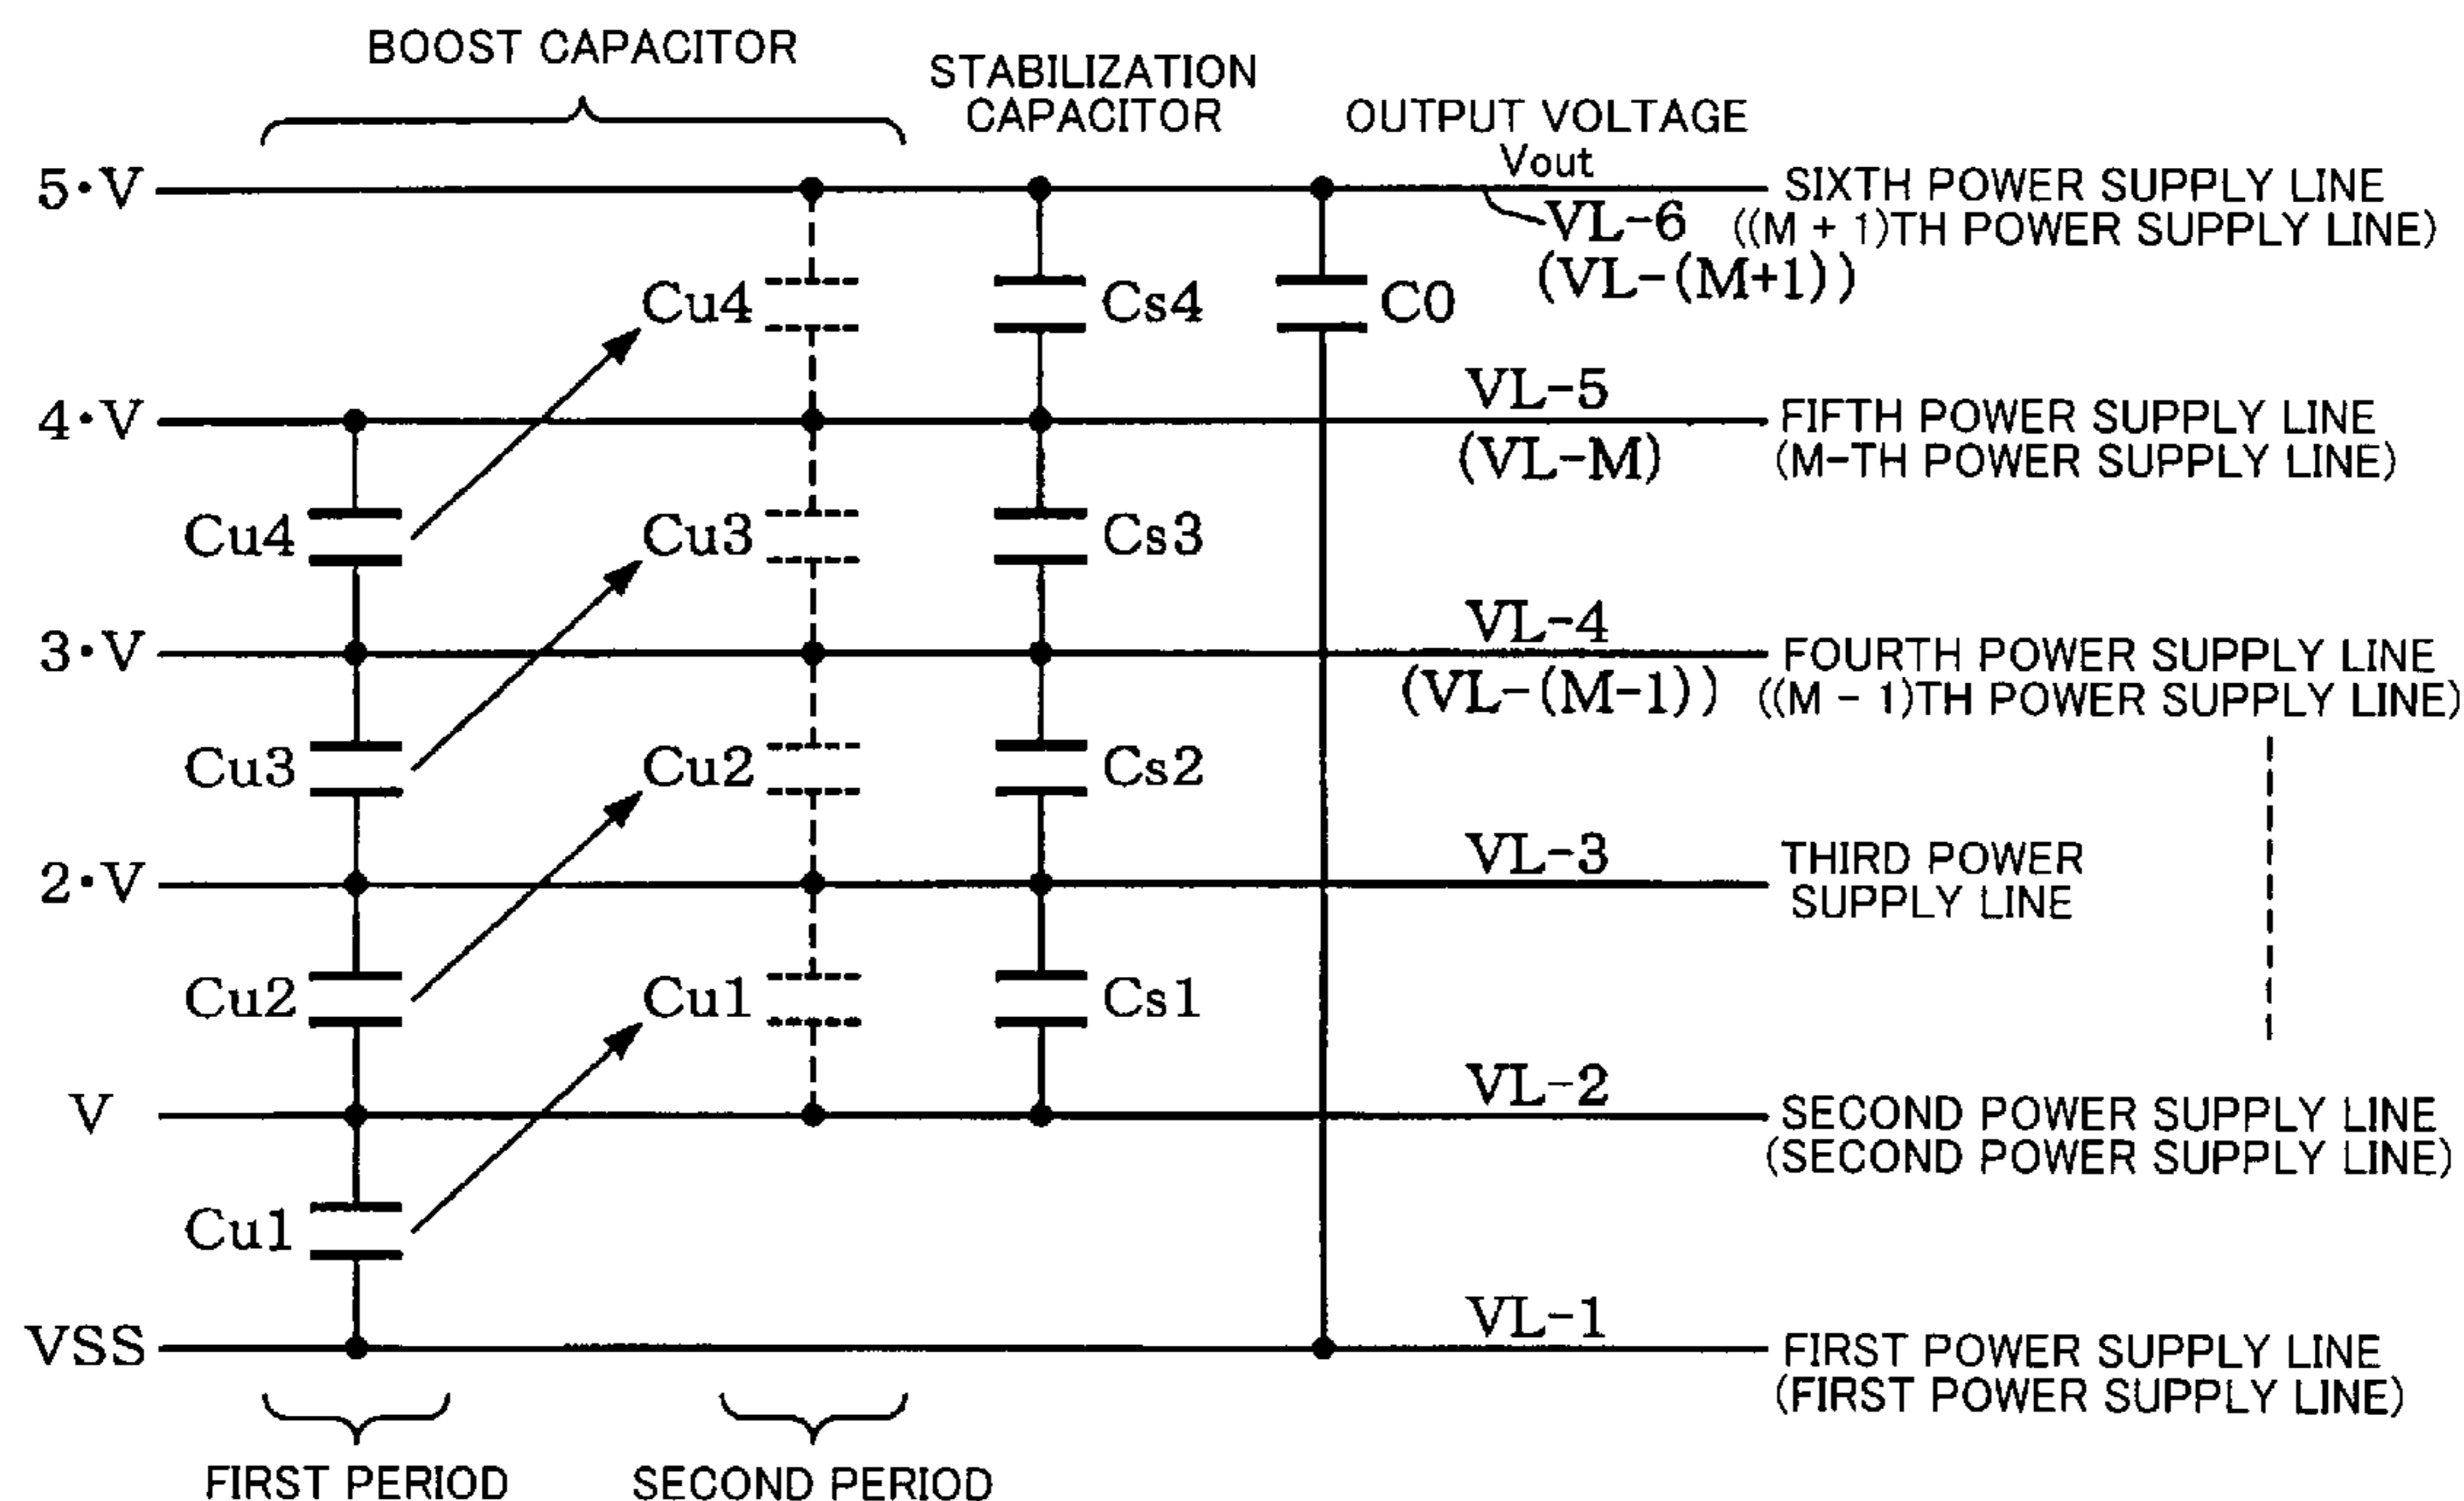 BOOST CAPACITOR
STABILIZATION
CAPACITOR
OUTPUT VOLTAGE
Vout
5·V
SIXTH POWER SUPPLY LINE
VL-6
((M + 1)TH POWER SUPPLY LINE)
(VL-(M+1))
Cu4
Cs4
C0
4·V
VL-5
(VL-M)
FIFTH POWER SUPPLY LINE
(M-TH POWER SUPPLY LINE)
Cu4
Cu3
Cs3
3·V
VL-4
(VL-(M-1))
FOURTH POWER SUPPLY LINE
((M - 1)TH POWER SUPPLY LINE)
Cu3
Cu2
Cs2
2·V
VL-3
THIRD POWER
SUPPLY LINE
Cu2
Cu1
Cs1
V
VL-2
SECOND POWER SUPPLY LINE
(SECOND POWER SUPPLY LINE)
Cu1
VSS
VL-1
FIRST POWER SUPPLY LINE
(FIRST POWER SUPPLY LINE)
FIRST PERIOD
SECOND PERIOD